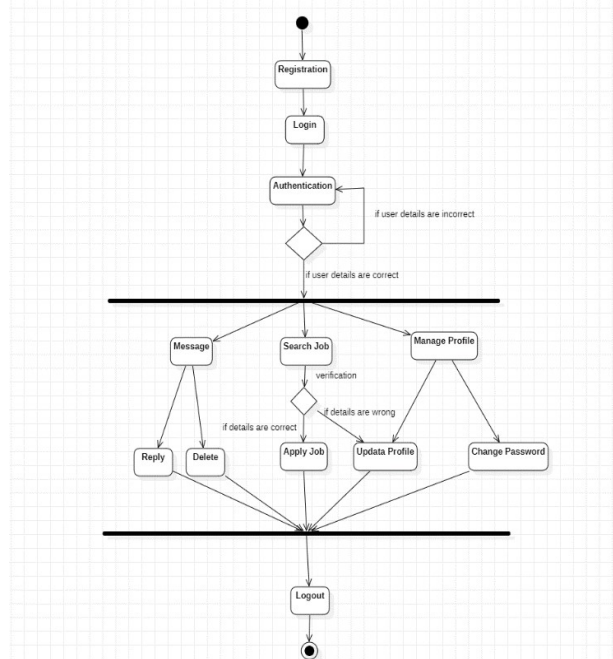 Registration
Login
Authentication
if user details are incorrect
if user details are correct
Message
Search Job
Manage Profile
verification
if details are wrong
if details are correct
Reply
Delete
Apply Job
Updata Profile
Change Password
Logout